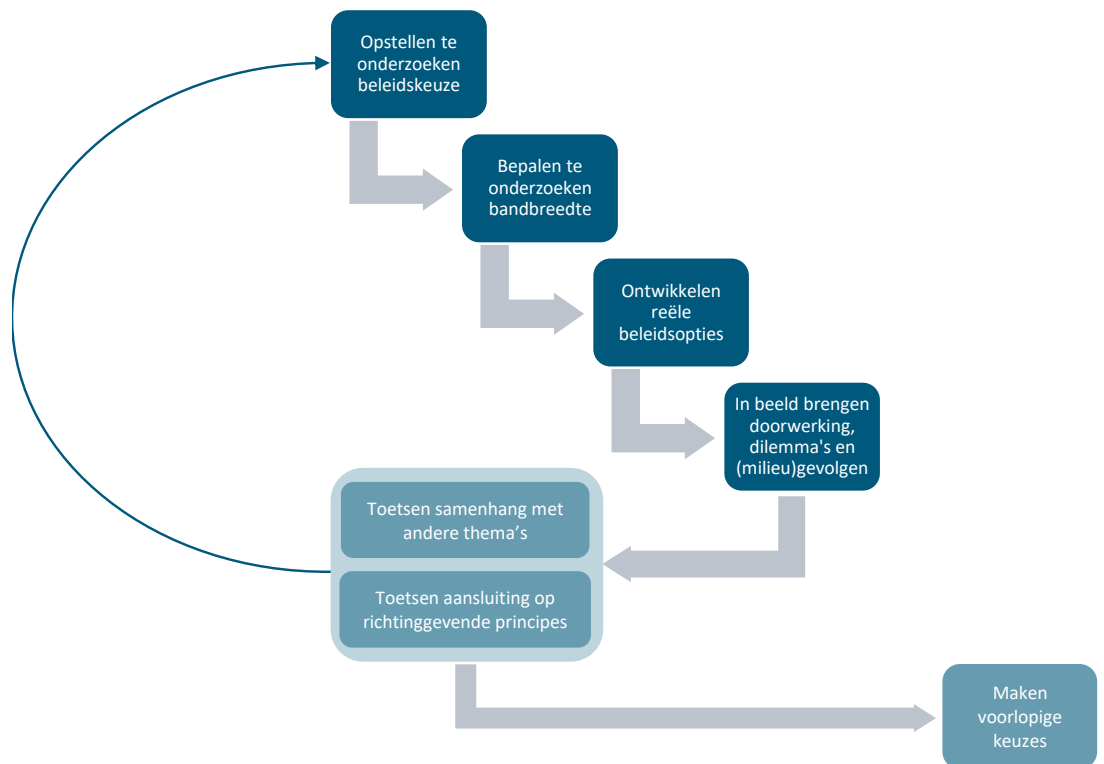 Opstellen te
onderzoeken
beleidskeuze
Bepalen te
onderzoeken
bandbreedte
Ontwikkelen
reële
beleidsopties
In beeld brengen
doorwerking,
dilemma's en
(milieu)gevolgen
Toetsen samenhang met
andere thema’s
Toetsen aansluiting op
richtinggevende principes
Maken
voorlopige
keuzes